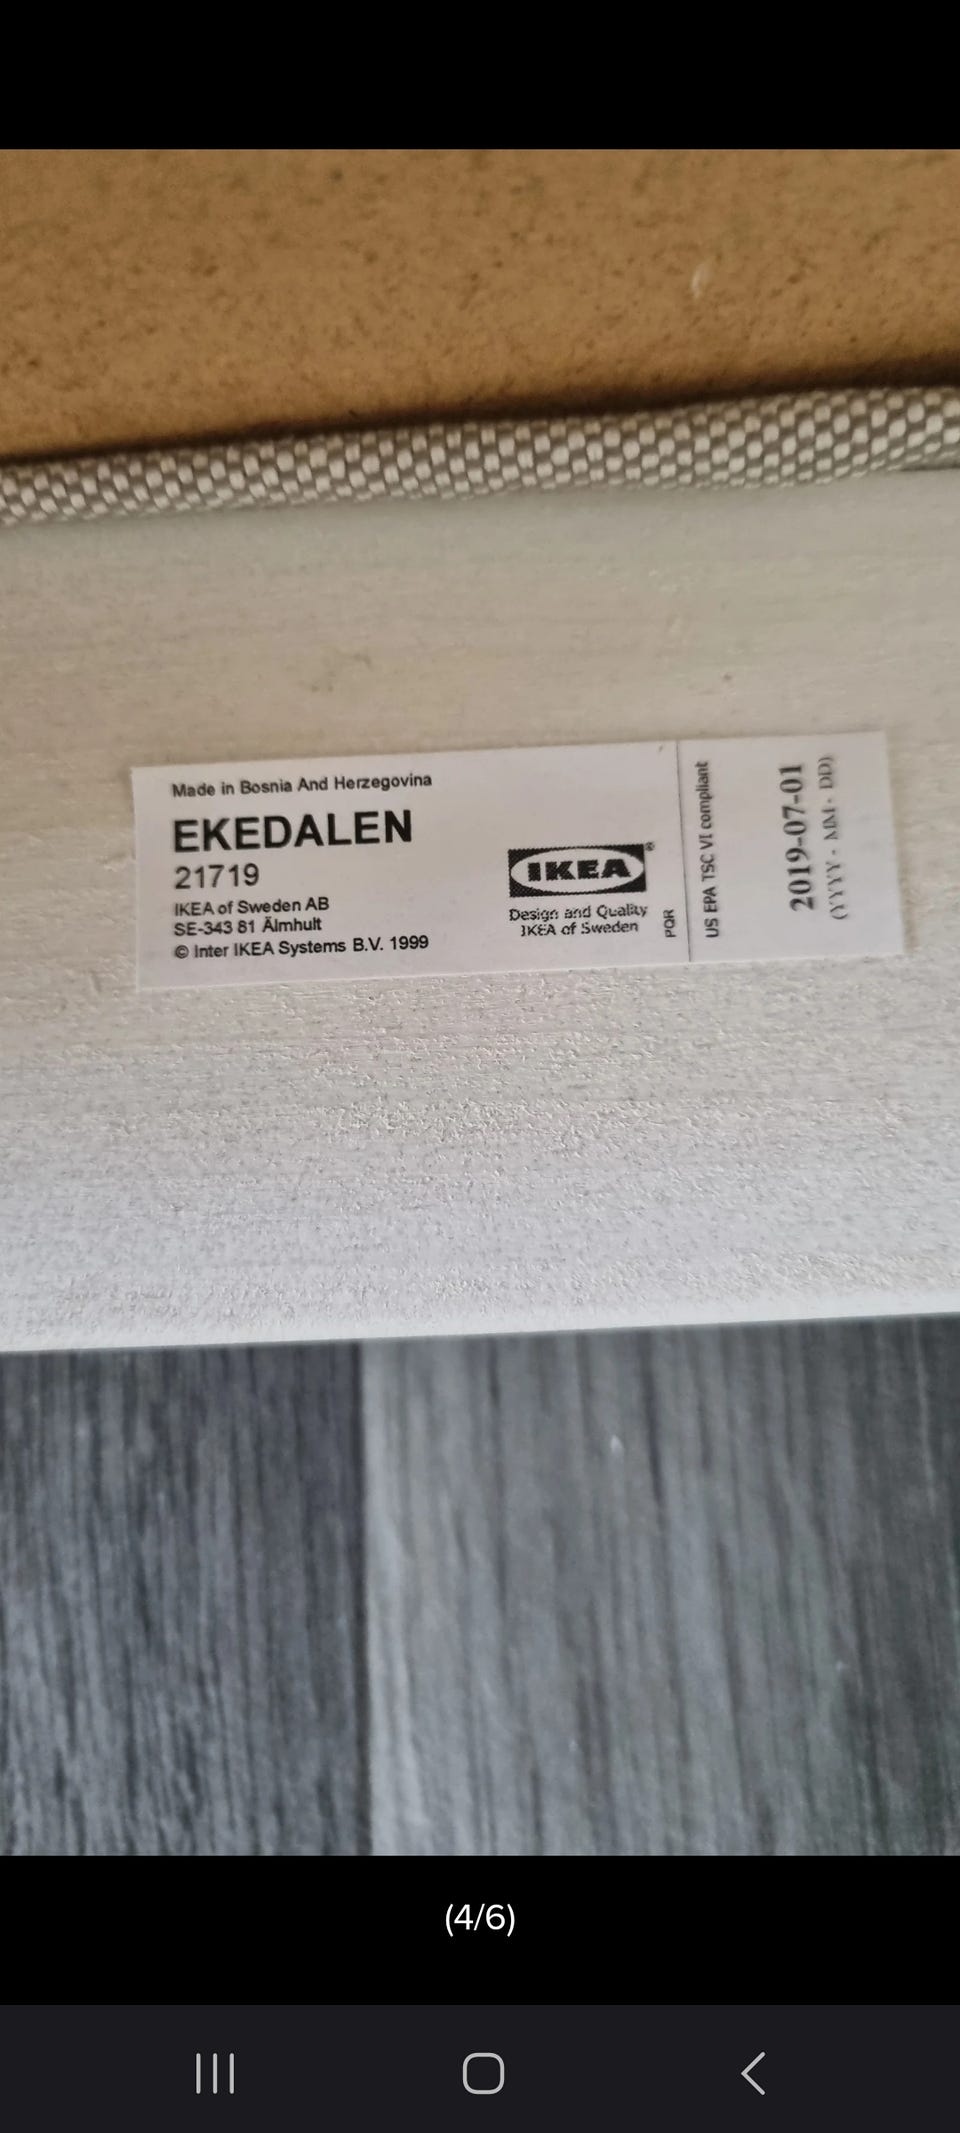 Made in Bosnia And Herzegovina
EKEDALEN
21719
IKEA of Sweden AB
SE-343 81 Älmhult
© Inter IKEA Systems B.V. 1999
IKEA®
Design and Quality
IKEA of Sweden
PQR
US EPA TSC VI compliant
2019-07-01
(YYYY - MM - DD)
(4/6)